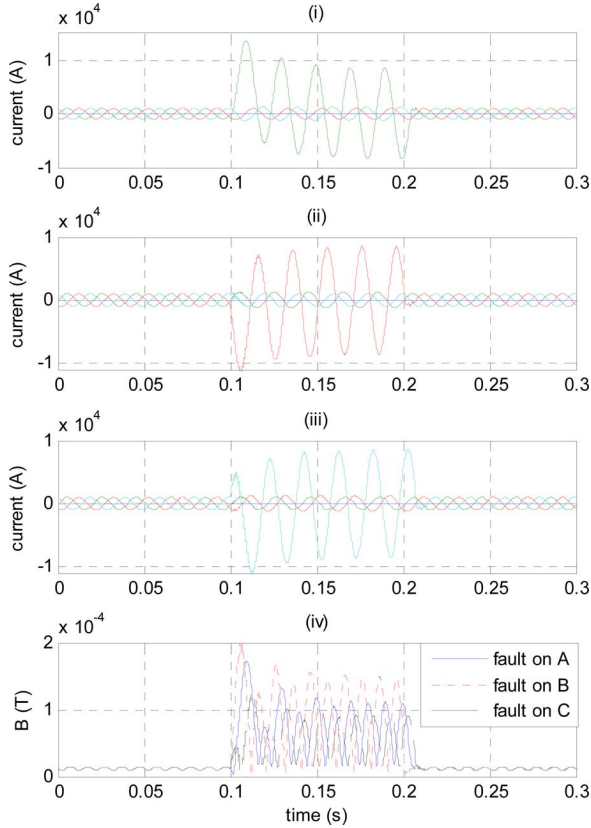 x 10^4
(i)
current (A)
1
0
-1
0 0.05 0.1 0.15 0.2 0.25 0.3
x 10^4
(ii)
current (A)
1
0
-1
0 0.05 0.1 0.15 0.2 0.25 0.3
x 10^4
(iii)
current (A)
1
0
-1
0 0.05 0.1 0.15 0.2 0.25 0.3
x 10^-4
(iv)
B (T)
2
1
0
fault on A
fault on B
fault on C
0 0.05 0.1 0.15 0.2 0.25 0.3
time (s)